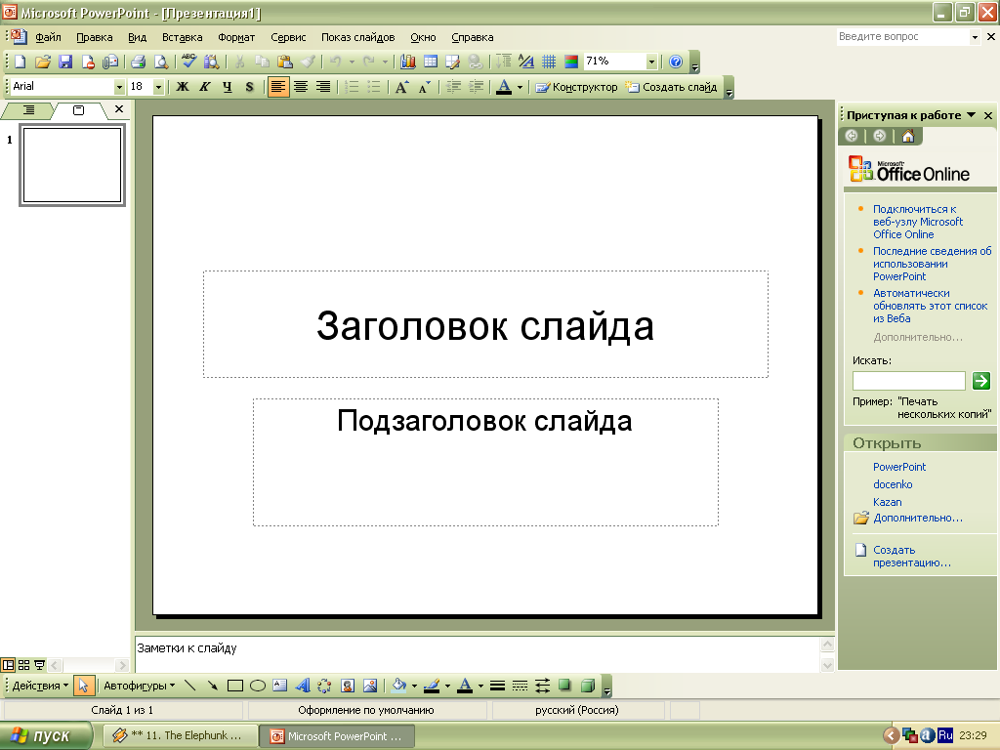 Microsoft PowerPoint - [Презентация1]
Файл Правка Вид Вставка Формат Сервис Показ слайдов Окно Справка
Введите вопрос
71%
Arial 18 Ж К Ч S Конструктор Создать слайд
1
Заголовок слайда
Подзаголовок слайда
Заметки к слайду
Приступая к работе
Microsoft
Office Online
Подключиться к
веб-узлу Microsoft
Office Online
Последние сведения об
использовании
PowerPoint
Автоматически
обновлять этот список
из Веба
Дополнительно...
Искать:
Пример: "Печать
нескольких копий"
Открыть
PowerPoint
docenko
Kazan
Дополнительно...
Создать
презентацию...
Действия Автофигуры
Слайд 1 из 1 Оформление по умолчанию русский (Россия)
пуск ** 11. The Elephunk ... Microsoft PowerPoint ... Ru 23:29